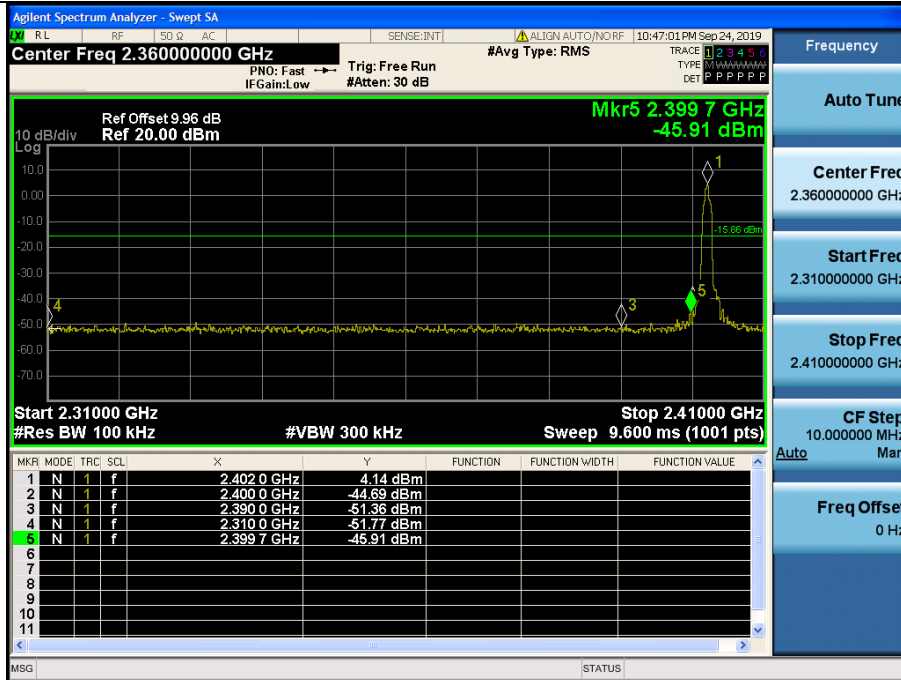 Agilent Spectrum Analyzer - Swept SA
LXI RL RF 50 Ω AC SENSE:INT ALIGN AUTO/NO RF 10:47:01 PM Sep 24, 2019
Center Freq 2.360000000 GHz #Avg Type: RMS TRACE 1 2 3 4 5 6
PNO: Fast Trig: Free Run TYPE M WWWWW
IFGain:Low #Atten: 30 dB DET P P P P P P
Mkr5 2.399 7 GHz
-45.91 dBm
Ref Offset 9.96 dB
10 dB/div Ref 20.00 dBm
Log
10.0
0.00
-10.0
-20.0
-30.0
-40.0
-50.0
-60.0
-70.0
1
-15.86 dBm
5
3
4
Start 2.31000 GHz Stop 2.41000 GHz
#Res BW 100 kHz #VBW 300 kHz Sweep 9.600 ms (1001 pts)
MKR MODE TRC SCL X Y FUNCTION FUNCTION WIDTH FUNCTION VALUE
1 N 1 f 2.402 0 GHz 4.14 dBm
2 N 1 f 2.400 0 GHz -44.69 dBm
3 N 1 f 2.390 0 GHz -51.36 dBm
4 N 1 f 2.310 0 GHz -51.77 dBm
5 N 1 f 2.399 7 GHz -45.91 dBm
6
7
8
9
10
11
MSG STATUS
Frequency
Auto Tune
Center Freq
2.360000000 GHz
Start Freq
2.310000000 GHz
Stop Freq
2.410000000 GHz
CF Step
10.000000 MHz
Auto Man
Freq Offset
0 Hz